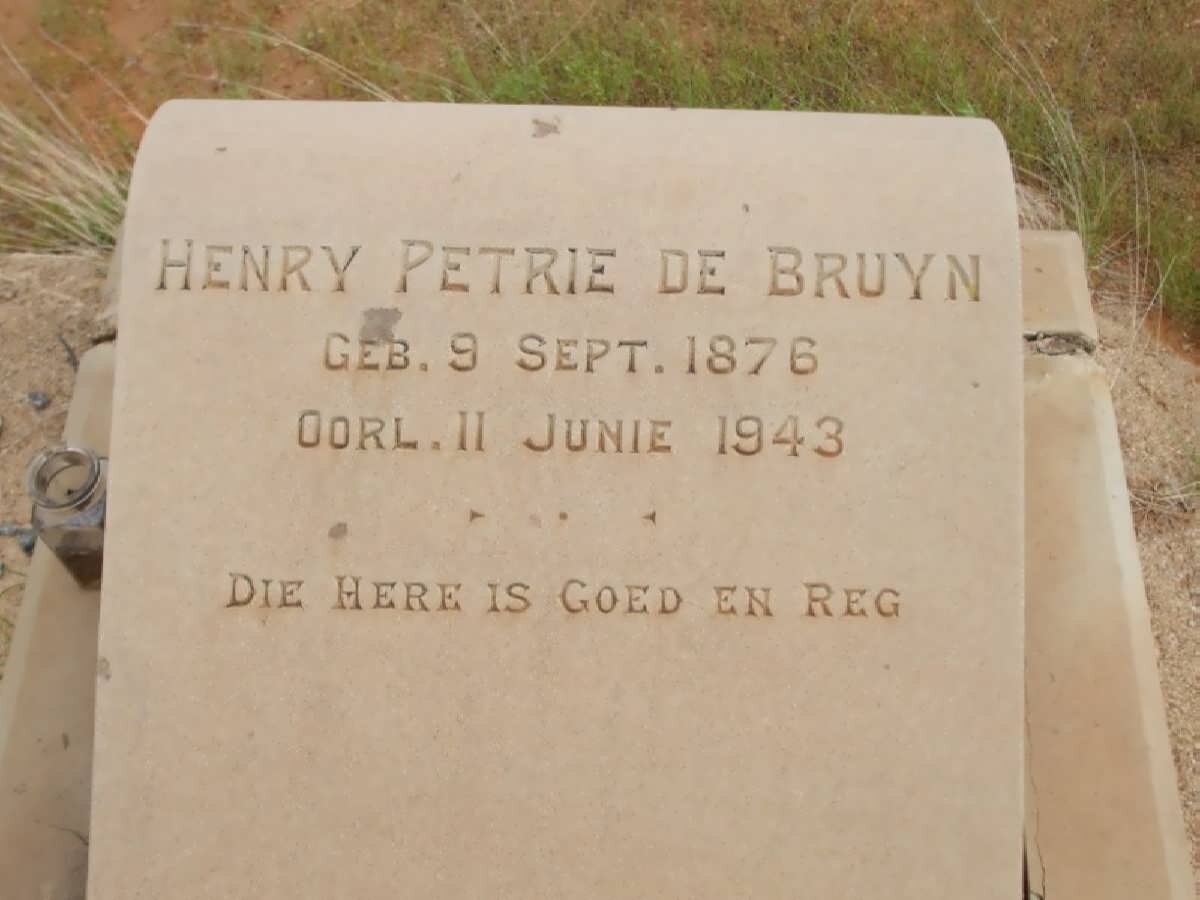 HENRY PETRIE DE BRUYN
GEB. 9 SEPT. 1876
OORL. 11 JUNIE 1943
DIE HERE IS GOED EN REG